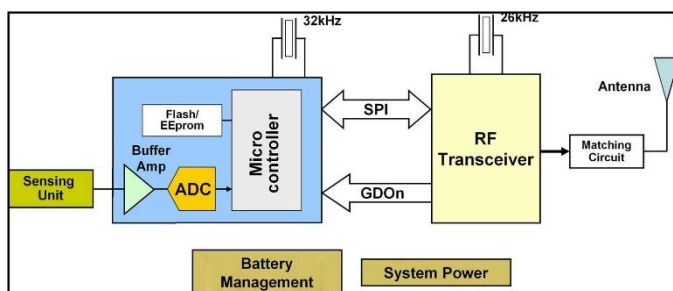 32kHz
26kHz
Antenna
Flash/
EEprom
Micro
controller
SPI
RF
Transceiver
Matching
Circuit
Buffer
Amp
ADC
Sensing
Unit
GDOn
Battery
Management
System Power